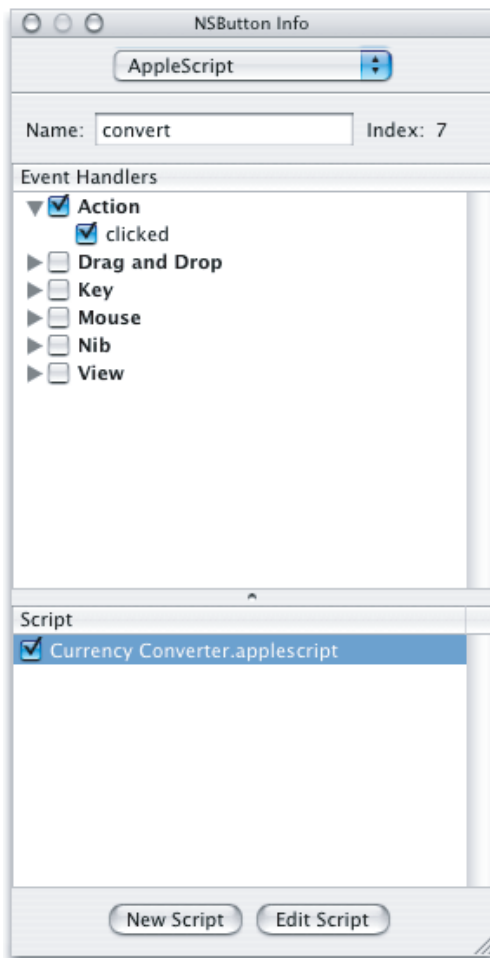 NSButton Info
AppleScript
Name: convert Index: 7
Event Handlers
Action
clicked
Drag and Drop
Key
Mouse
Nib
View
Script
Currency Converter.applescript
New Script Edit Script